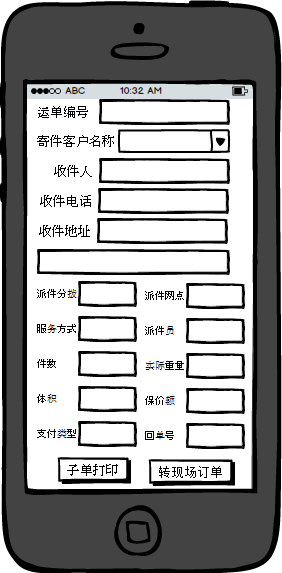 ABC 10:32 AM
运单编号
寄件客户名称
收件人
收件电话
收件地址
派件分拨 派件网点
服务方式 派件员
件数 实际重量
体积 保价额
支付类型 回单号
子单打印 转现场订单